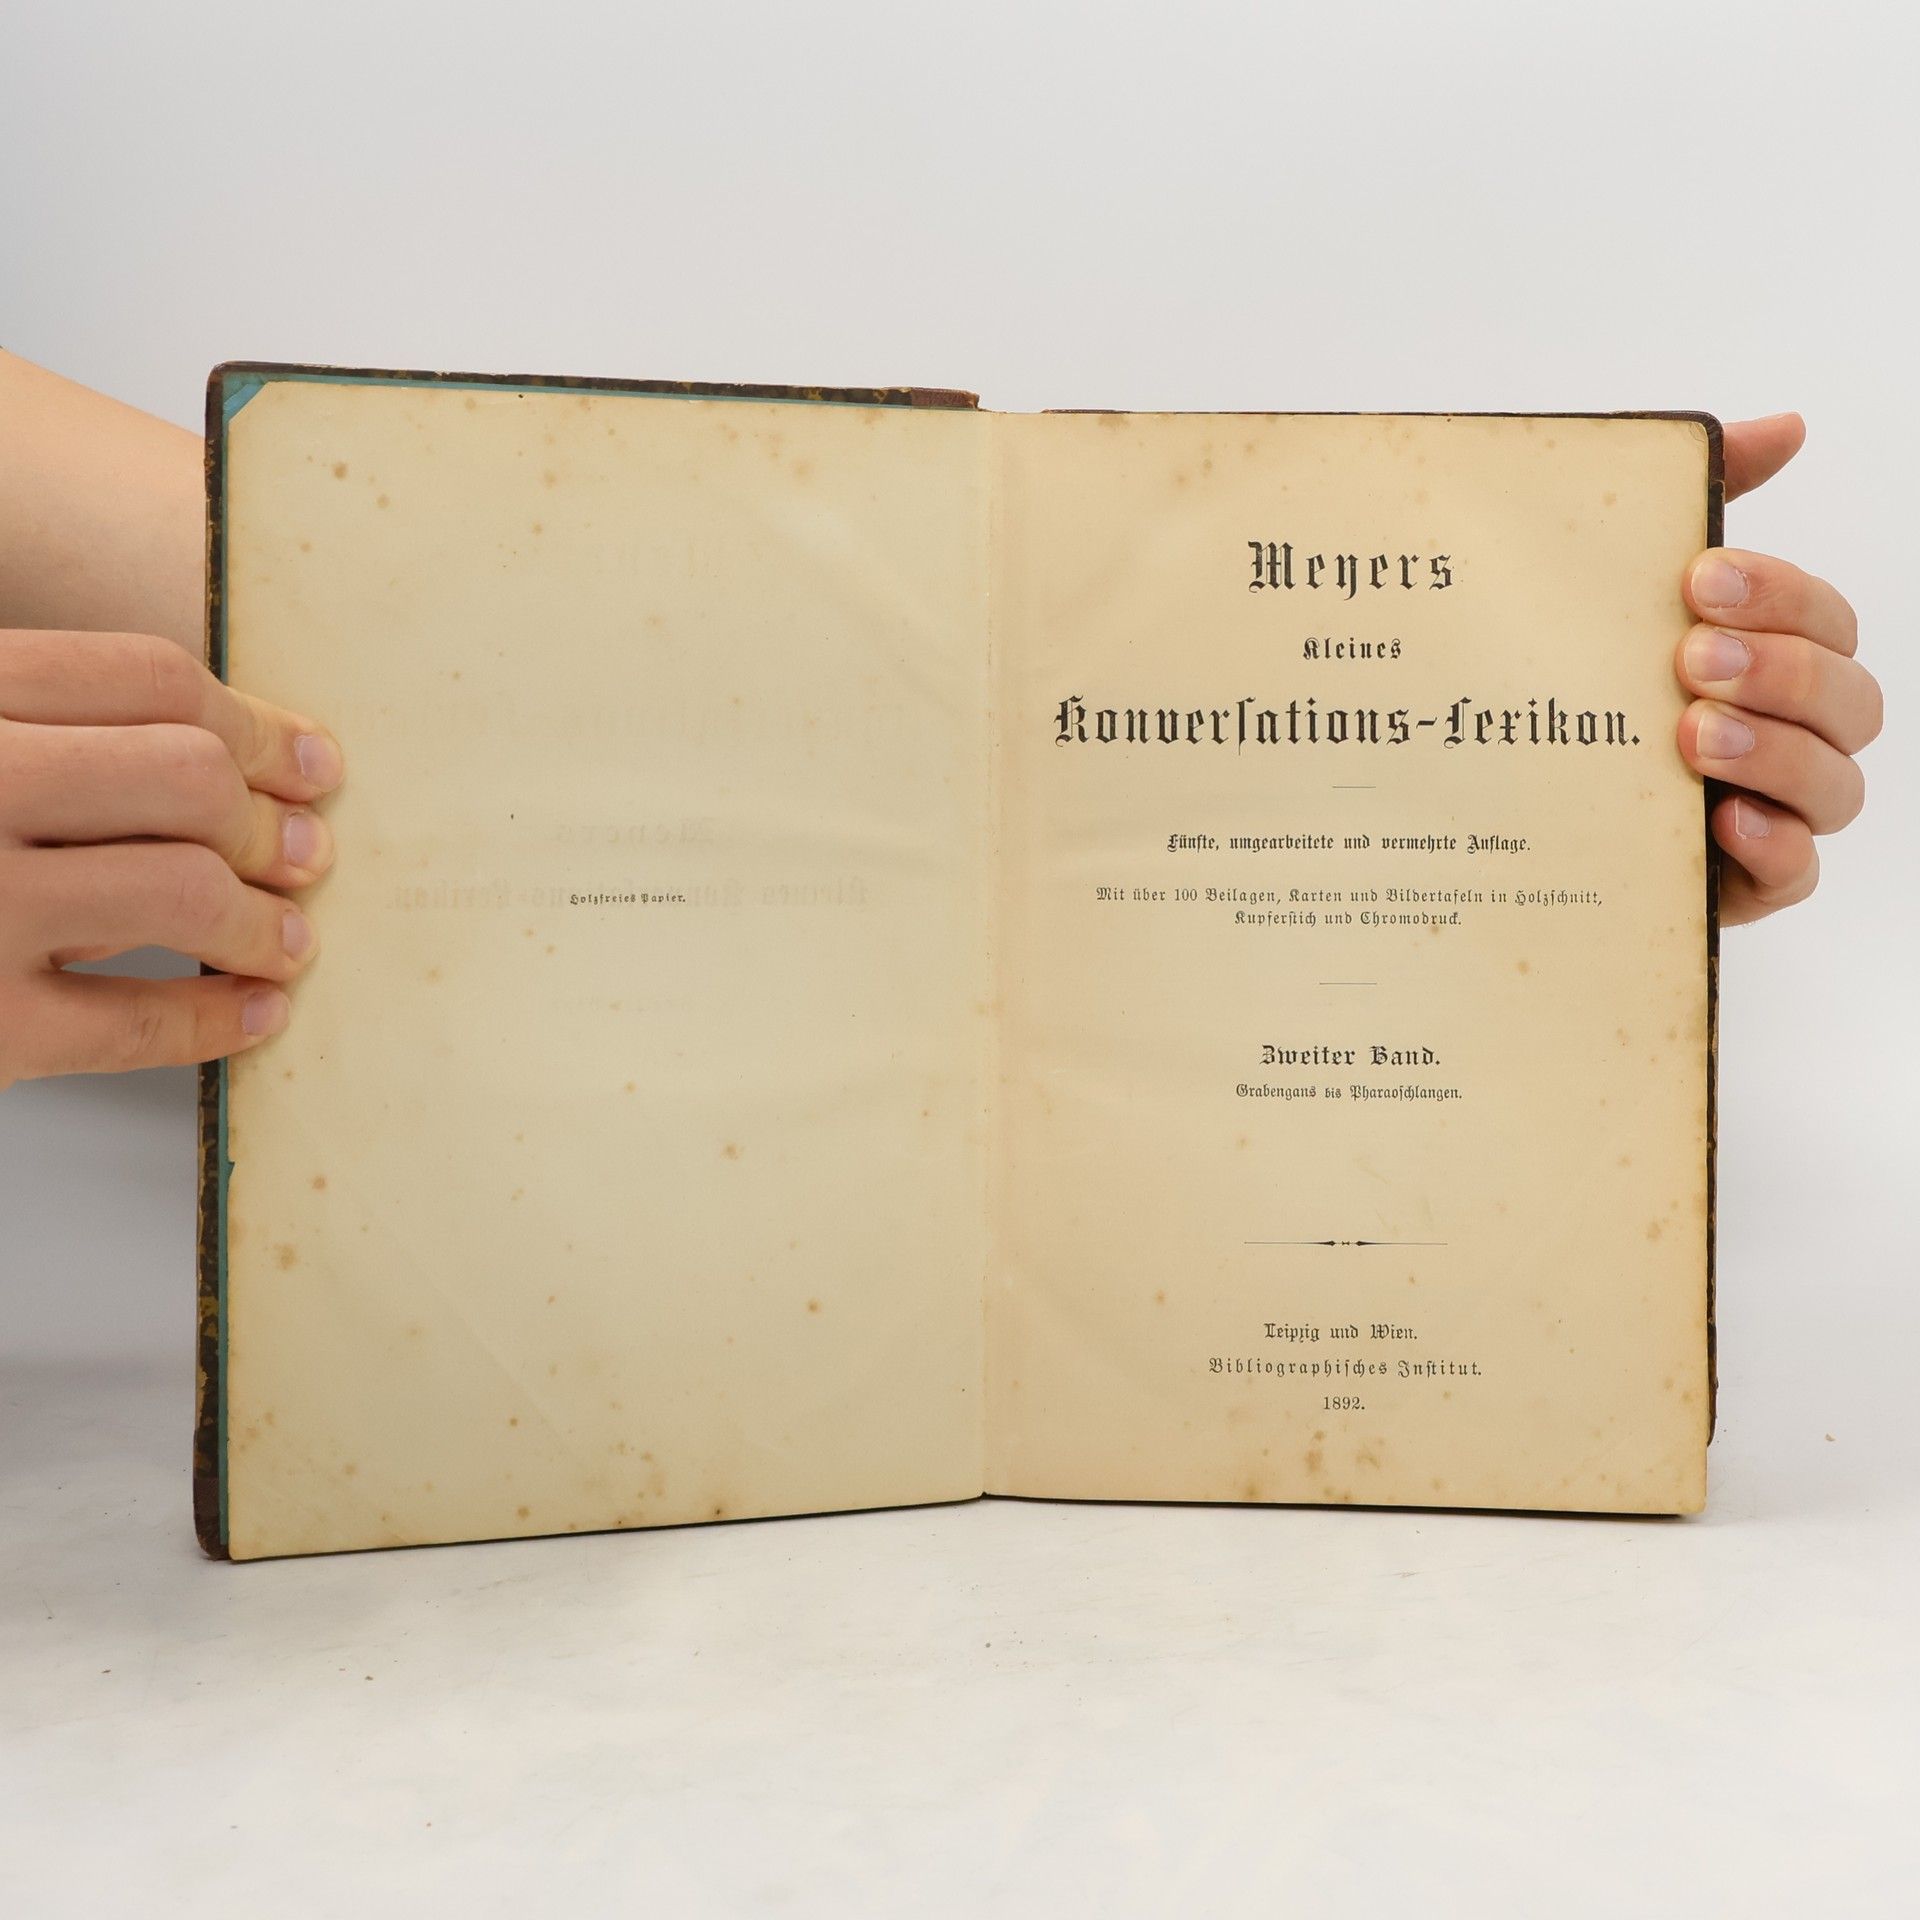 Holzfreies Papier.
Meyers
Kleines
Konverſations-Lexikon.
Fünfte, umgearbeitete und vermehrte Auflage.
Mit über 100 Beilagen, Karten und Bildertafeln in Holzſchnitt,
Kupferſtich und Chromodruck.
Zweiter Band.
Grabengans bis Pharaoſchlangen.
Leipzig und Wien.
Bibliographiſches Inſtitut.
1892.